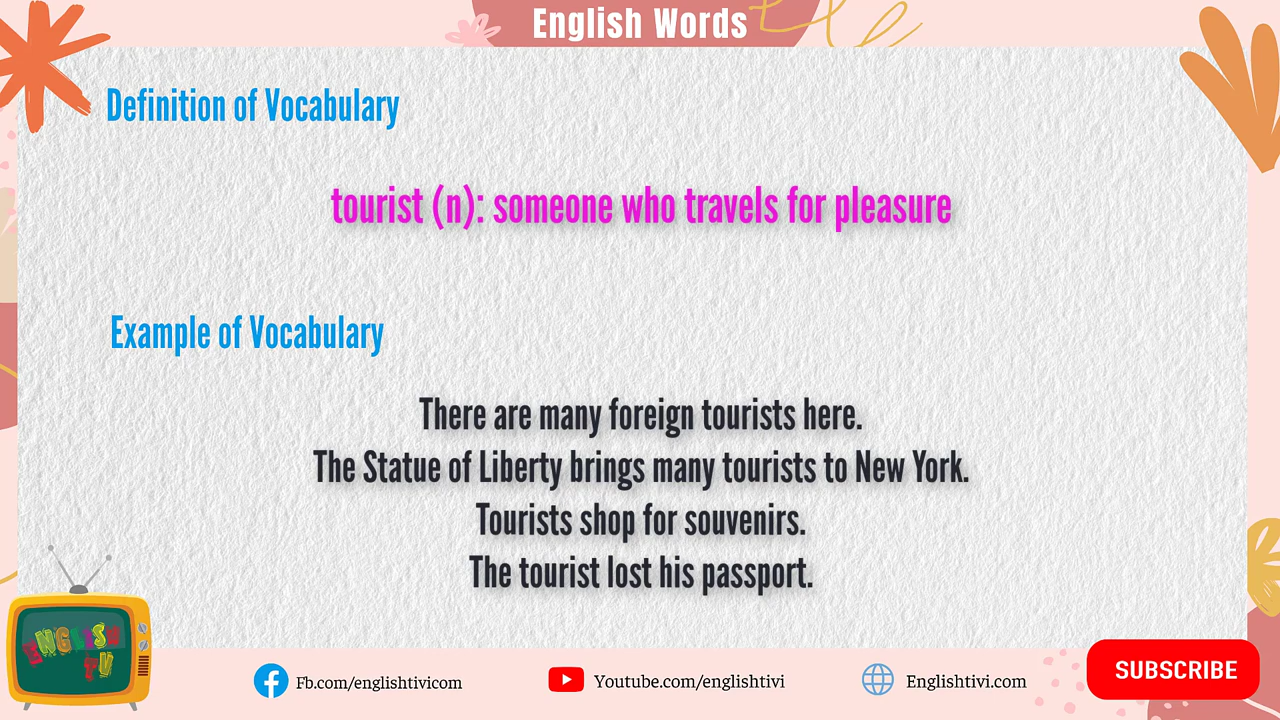 English Words
Definition of Vocabulary
tourist (n): someone who travels for pleasure
Example of Vocabulary
There are many foreign tourists here.
The Statue of Liberty brings many tourists to New York.
Tourists shop for souvenirs.
The tourist lost his passport.
ENGLISH
TV
Fb.com/englishtivicom
Youtube.com/englishtivi
Englishtivi.com
SUBSCRIBE